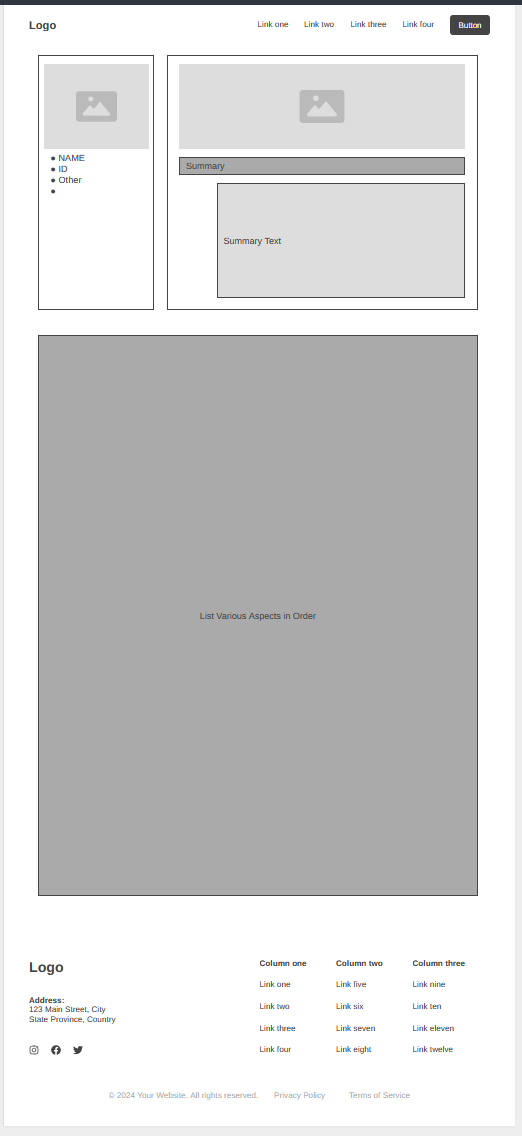 Logo
Link one
Link two
Link three
Link four
Button
NAME
ID
Other
Summary
Summary Text
List Various Aspects in Order
Logo
Address:
123 Main Street, City
State Province, Country
Column one
Link one
Link two
Link three
Link four
Column two
Link five
Link six
Link seven
Link eight
Column three
Link nine
Link ten
Link eleven
Link twelve
© 2024 Your Website. All rights reserved.
Privacy Policy
Terms of Service